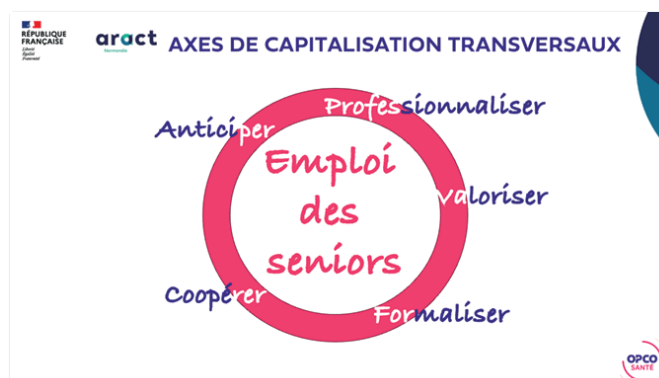 RÉPUBLIQUE
FRANÇAISE
Liberté
Égalité
Fraternité
aract
Normandie
AXES DE CAPITALISATION TRANSVERSAUX
Professionnaliser
Anticiper
Emploi
des
seniors
valoriser
Coopérer
Formaliser
OPCO
SANTÉ